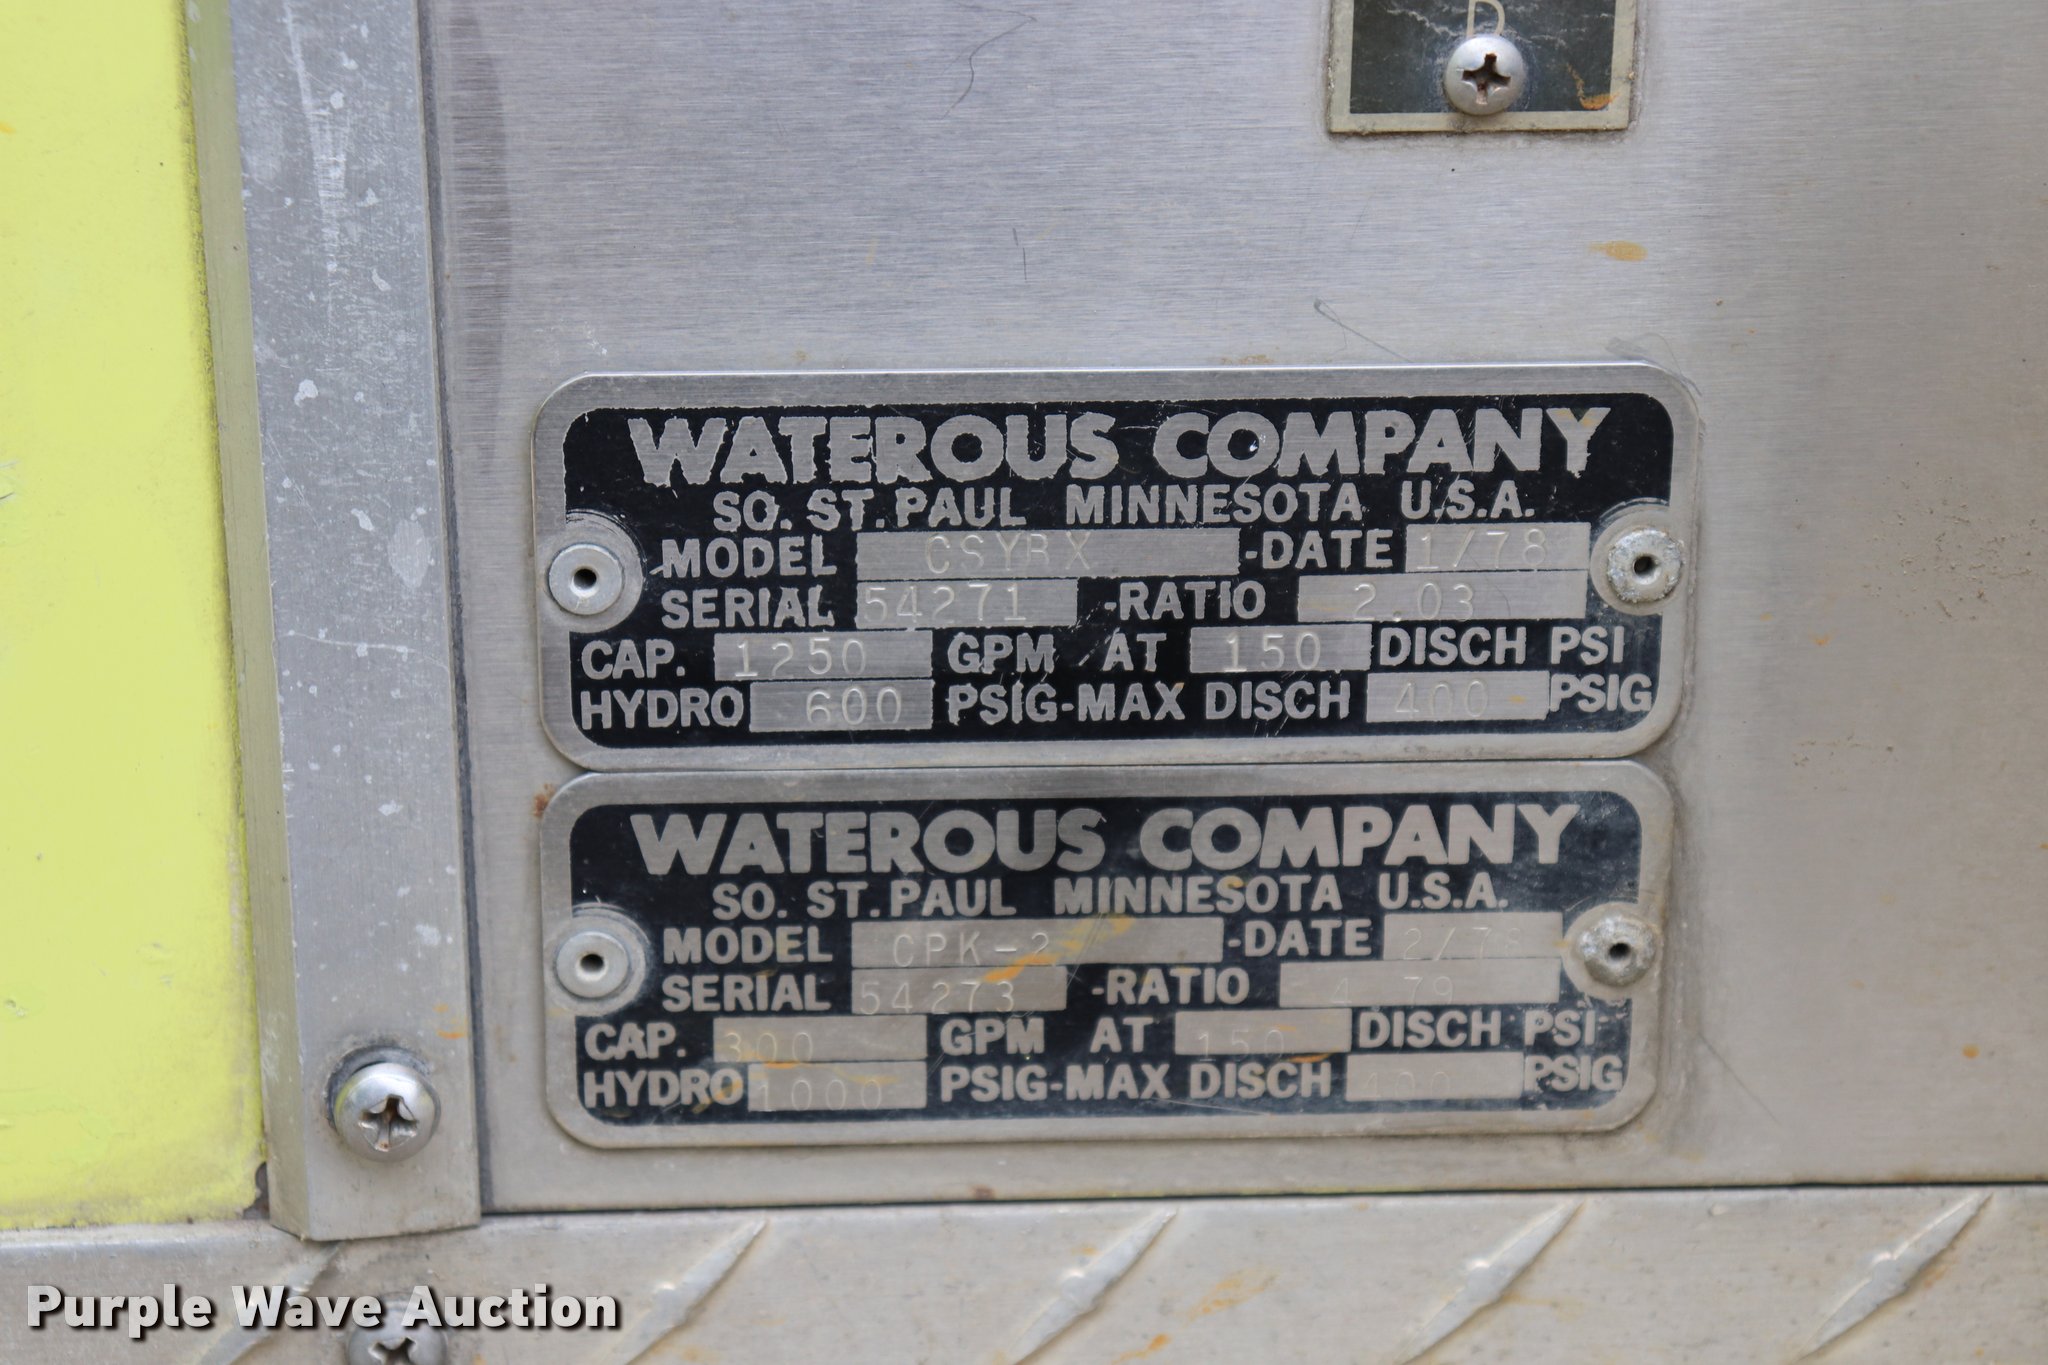 D
WATEROUS COMPANY
SO. ST. PAUL MINNESOTA U.S.A.
MODEL CSYBX -DATE 1/78
SERIAL 54271 -RATIO 2.03
CAP. 1250 GPM AT 150 DISCH PSI
HYDRO 600 PSIG-MAX DISCH 400 PSIG
WATEROUS COMPANY
SO. ST. PAUL MINNESOTA U.S.A.
MODEL CPK-2 -DATE 2/78
SERIAL 54273 -RATIO 4.79
CAP. 300 GPM AT 150 DISCH PSI
HYDRO 1000 PSIG-MAX DISCH PSIG
Purple Wave Auction